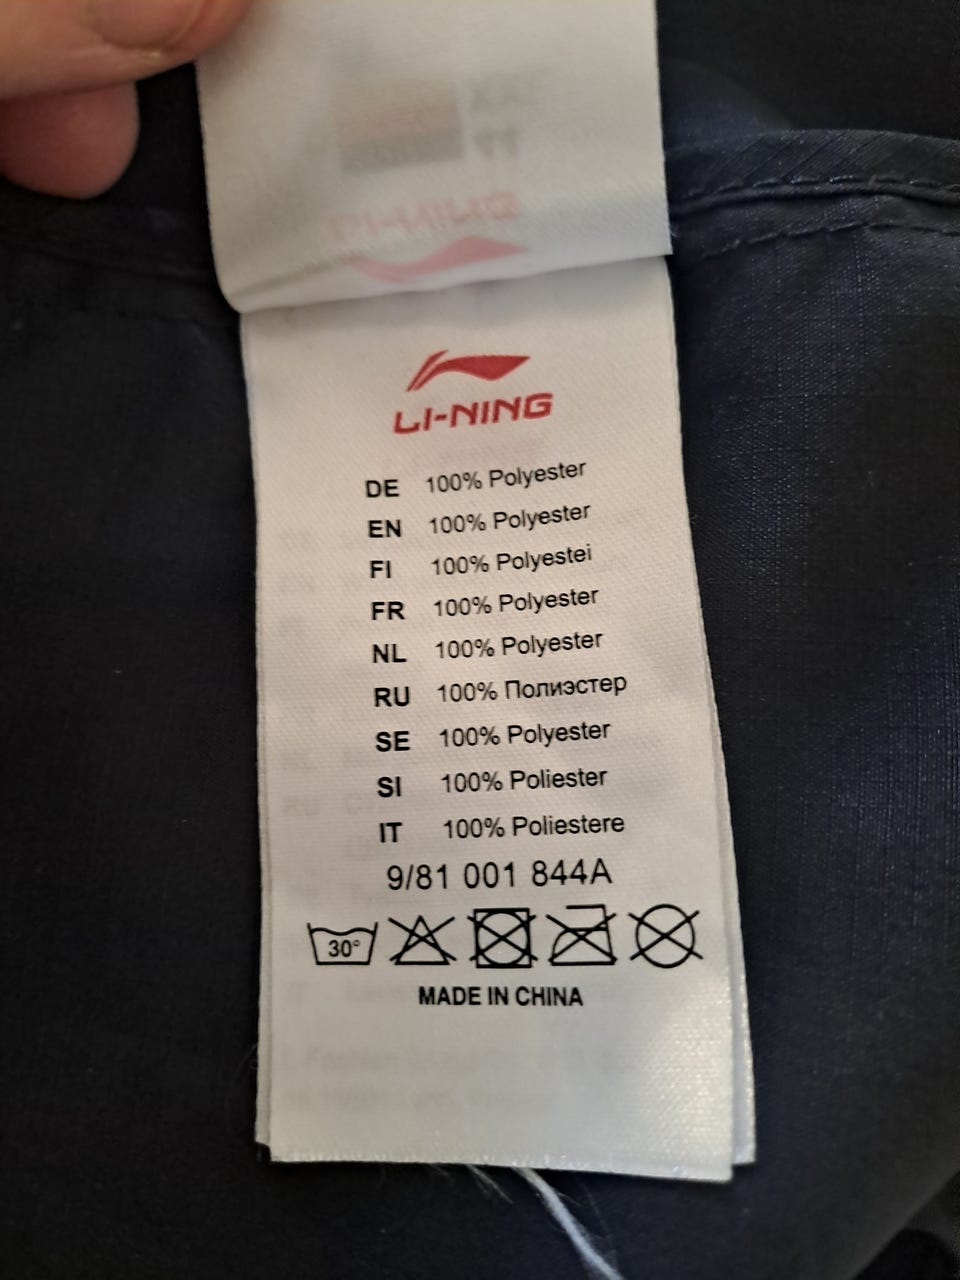 LI-NING
DE 100% Polyester
EN 100% Polyester
FI 100% Polyestei
FR 100% Polyester
NL 100% Polyester
RU 100% Полиэстер
SE 100% Polyester
SI 100% Poliester
IT 100% Poliestere
9/81 001 844A
30°
MADE IN CHINA